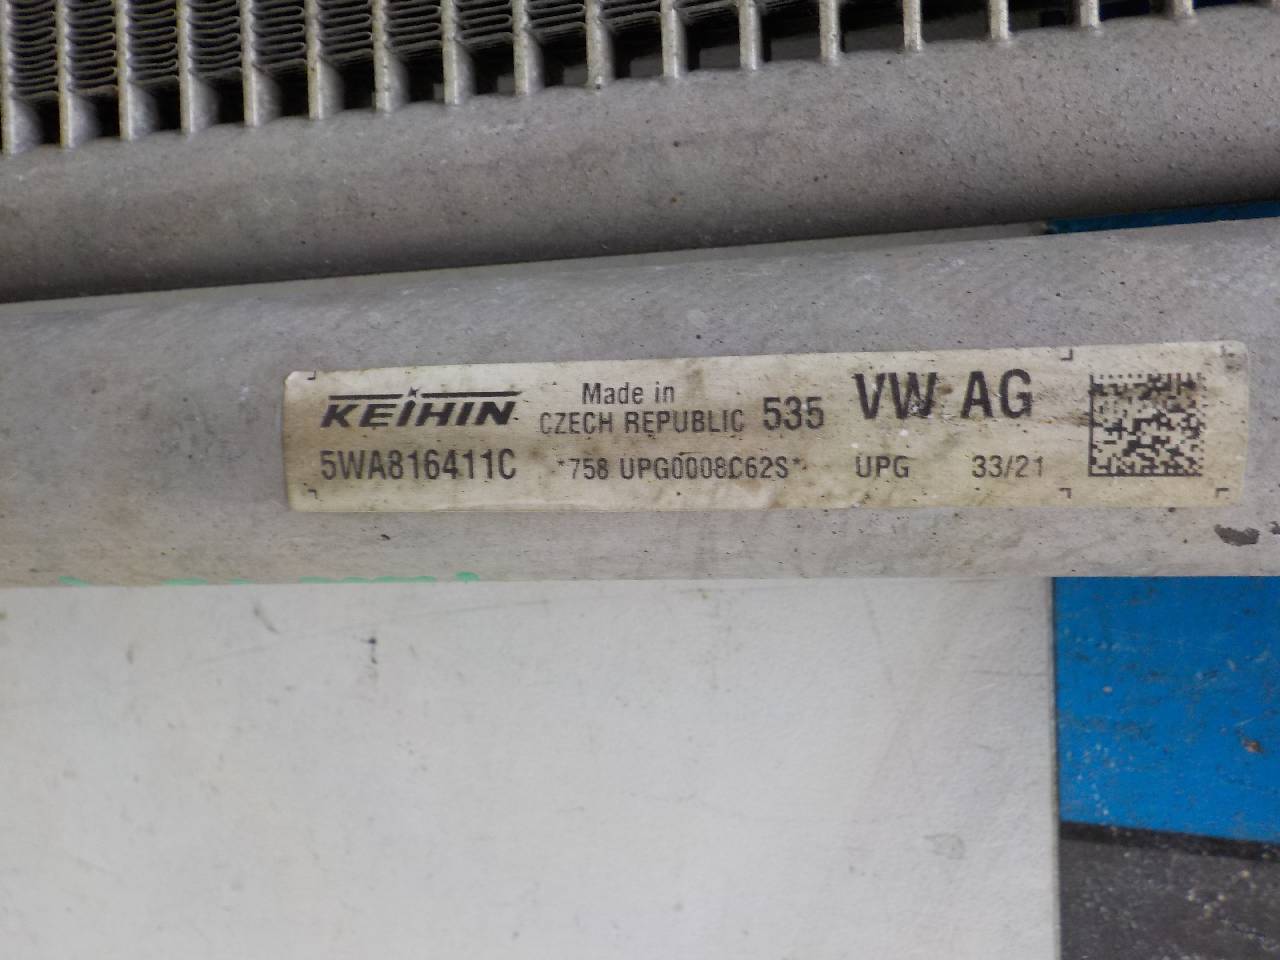 KEIHIN Made in CZECH REPUBLIC 535 VW AG
5WA816411C *758 UPG0008C62S* UPG 33/21